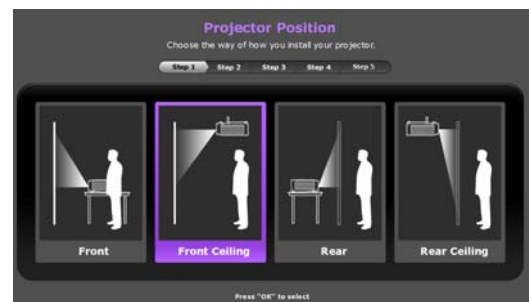 Projector Position
Choose the way of how you install your projector.
Step 1 Step 2 Step 3 Step 4 Step 5
Front Front Ceiling Rear Rear Ceiling
Press "OK" to select